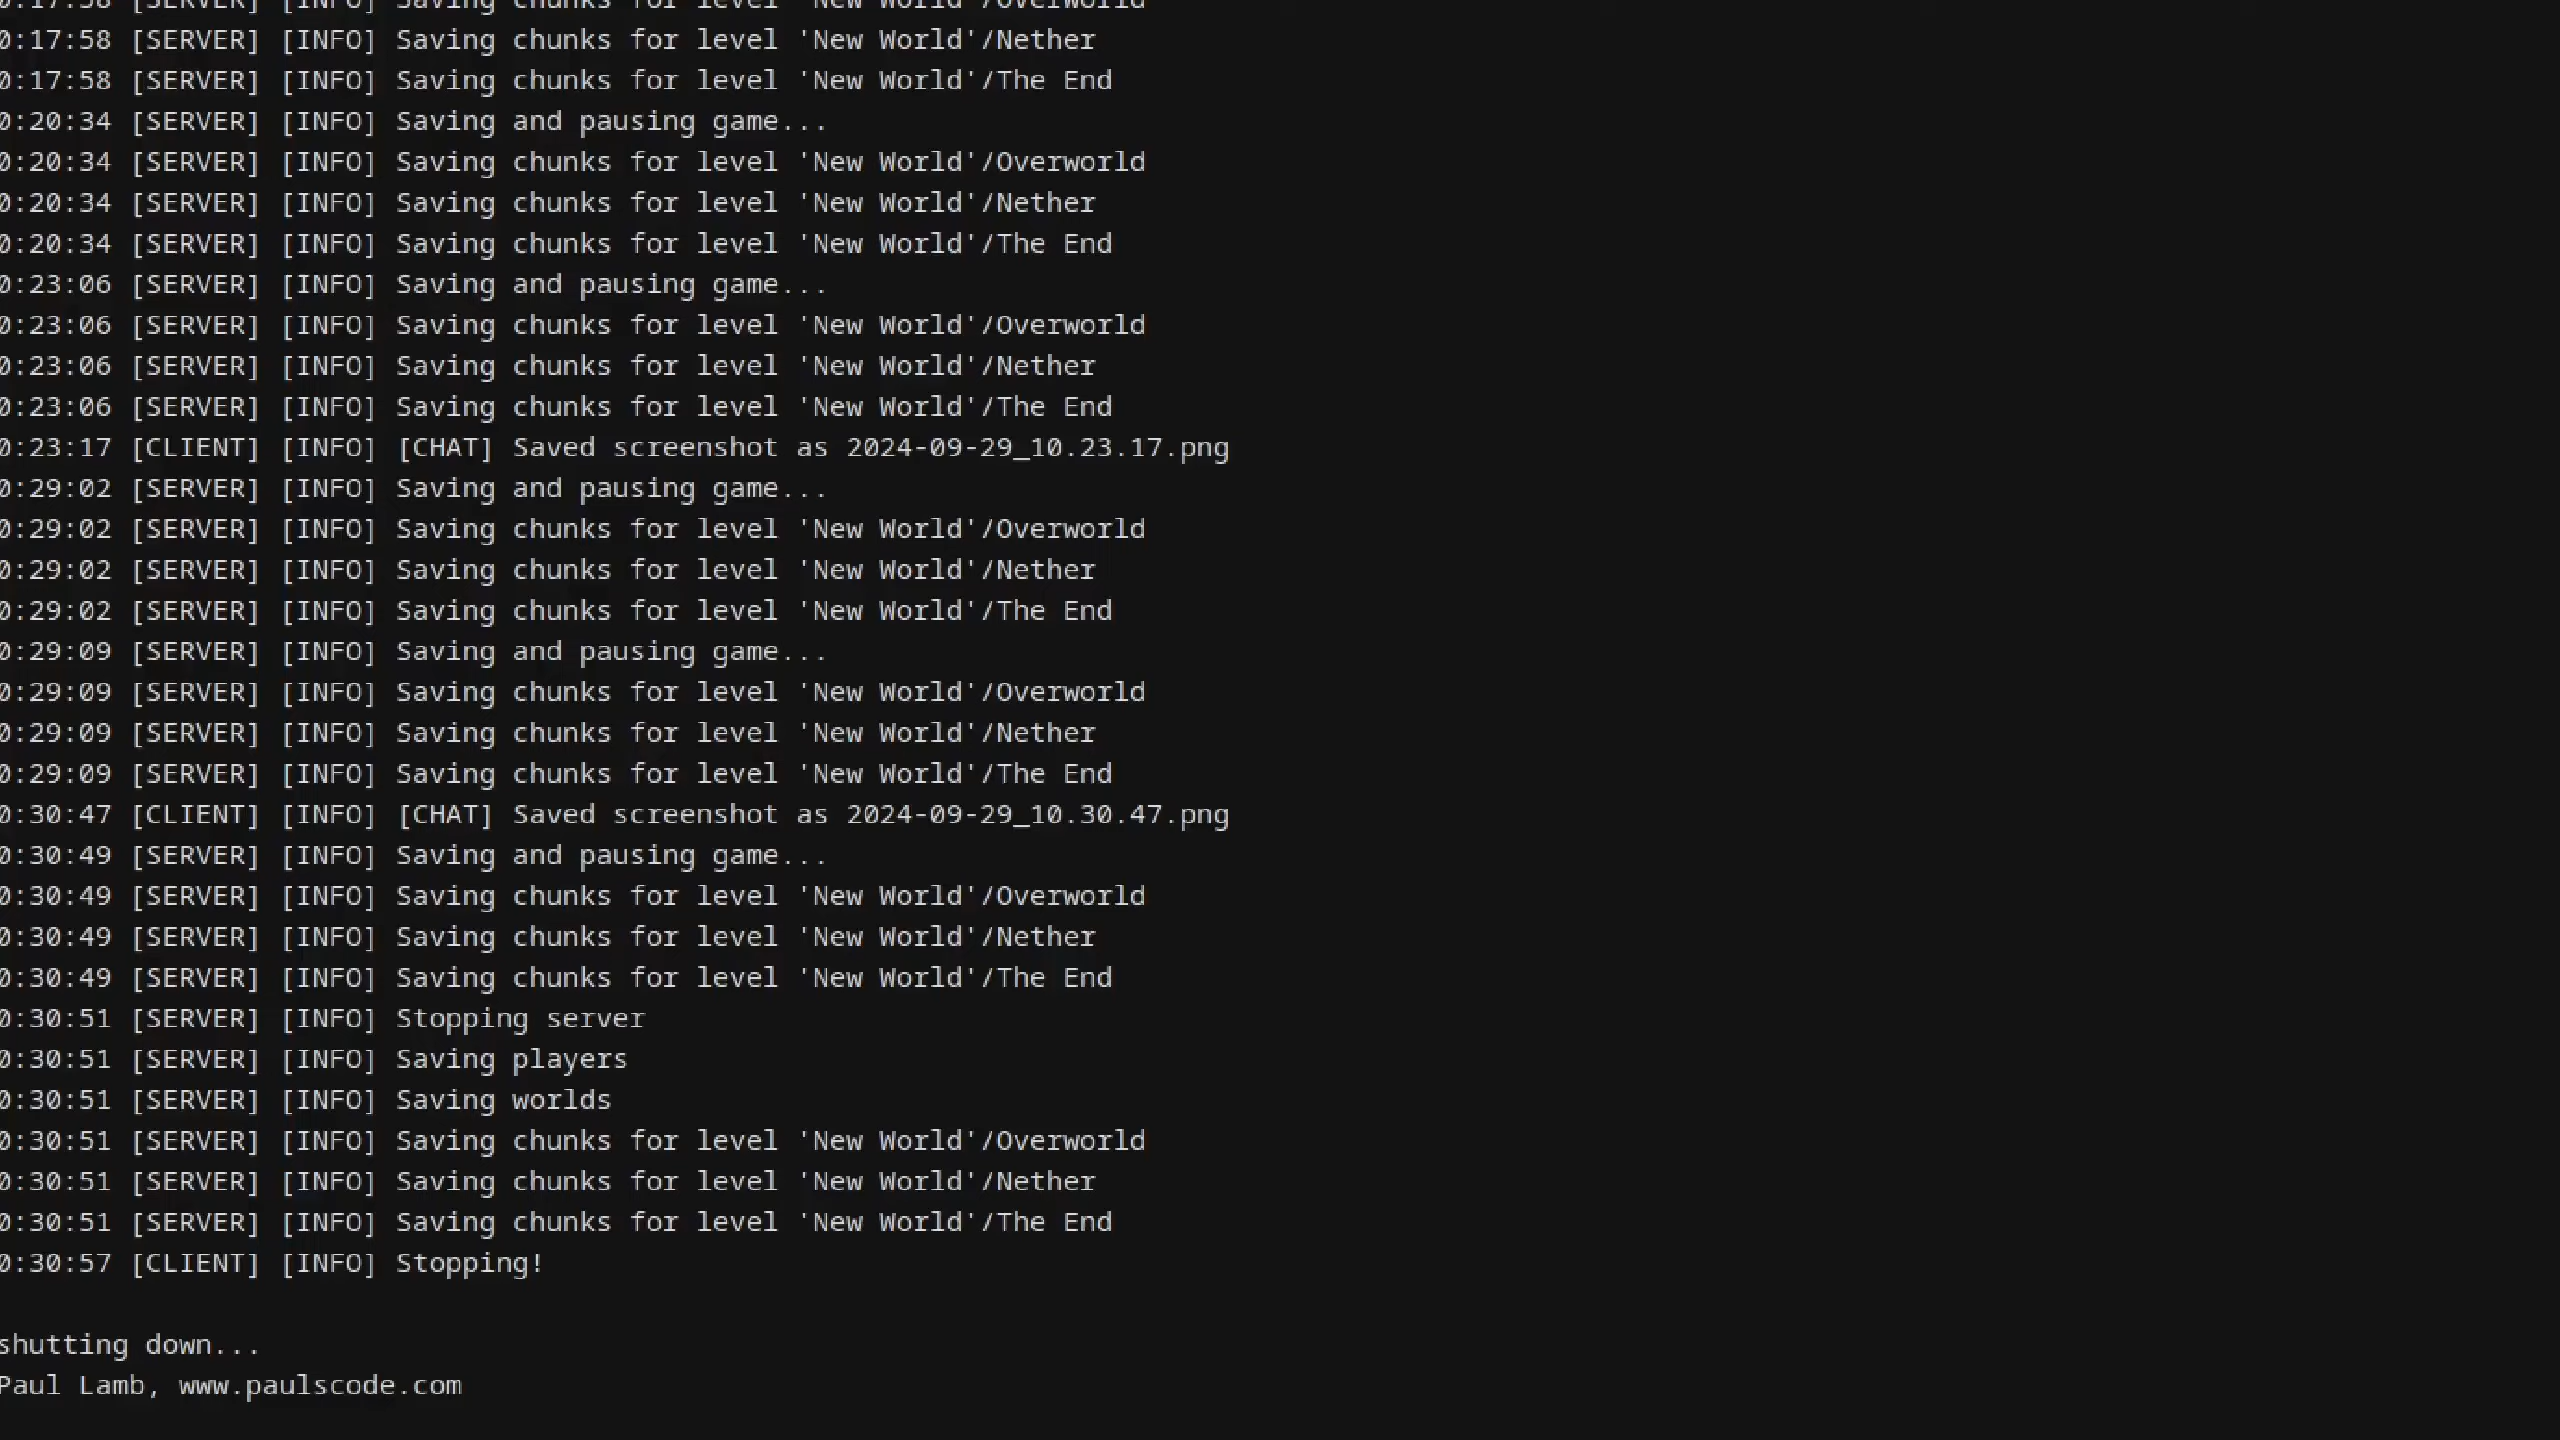 0:17:58 [SERVER] [INFO] Saving chunks for level 'New World'/Overworld
0:17:58 [SERVER] [INFO] Saving chunks for level 'New World'/Nether
0:17:58 [SERVER] [INFO] Saving chunks for level 'New World'/The End
0:20:34 [SERVER] [INFO] Saving and pausing game...
0:20:34 [SERVER] [INFO] Saving chunks for level 'New World'/Overworld
0:20:34 [SERVER] [INFO] Saving chunks for level 'New World'/Nether
0:20:34 [SERVER] [INFO] Saving chunks for level 'New World'/The End
0:23:06 [SERVER] [INFO] Saving and pausing game...
0:23:06 [SERVER] [INFO] Saving chunks for level 'New World'/Overworld
0:23:06 [SERVER] [INFO] Saving chunks for level 'New World'/Nether
0:23:06 [SERVER] [INFO] Saving chunks for level 'New World'/The End
0:23:17 [CLIENT] [INFO] [CHAT] Saved screenshot as 2024-09-29_10.23.17.png
0:29:02 [SERVER] [INFO] Saving and pausing game...
0:29:02 [SERVER] [INFO] Saving chunks for level 'New World'/Overworld
0:29:02 [SERVER] [INFO] Saving chunks for level 'New World'/Nether
0:29:02 [SERVER] [INFO] Saving chunks for level 'New World'/The End
0:29:09 [SERVER] [INFO] Saving and pausing game...
0:29:09 [SERVER] [INFO] Saving chunks for level 'New World'/Overworld
0:29:09 [SERVER] [INFO] Saving chunks for level 'New World'/Nether
0:29:09 [SERVER] [INFO] Saving chunks for level 'New World'/The End
0:30:47 [CLIENT] [INFO] [CHAT] Saved screenshot as 2024-09-29_10.30.47.png
0:30:49 [SERVER] [INFO] Saving and pausing game...
0:30:49 [SERVER] [INFO] Saving chunks for level 'New World'/Overworld
0:30:49 [SERVER] [INFO] Saving chunks for level 'New World'/Nether
0:30:49 [SERVER] [INFO] Saving chunks for level 'New World'/The End
0:30:51 [SERVER] [INFO] Stopping server
0:30:51 [SERVER] [INFO] Saving players
0:30:51 [SERVER] [INFO] Saving worlds
0:30:51 [SERVER] [INFO] Saving chunks for level 'New World'/Overworld
0:30:51 [SERVER] [INFO] Saving chunks for level 'New World'/Nether
0:30:51 [SERVER] [INFO] Saving chunks for level 'New World'/The End
0:30:57 [CLIENT] [INFO] Stopping!
shutting down...
Paul Lamb, www.paulscode.com